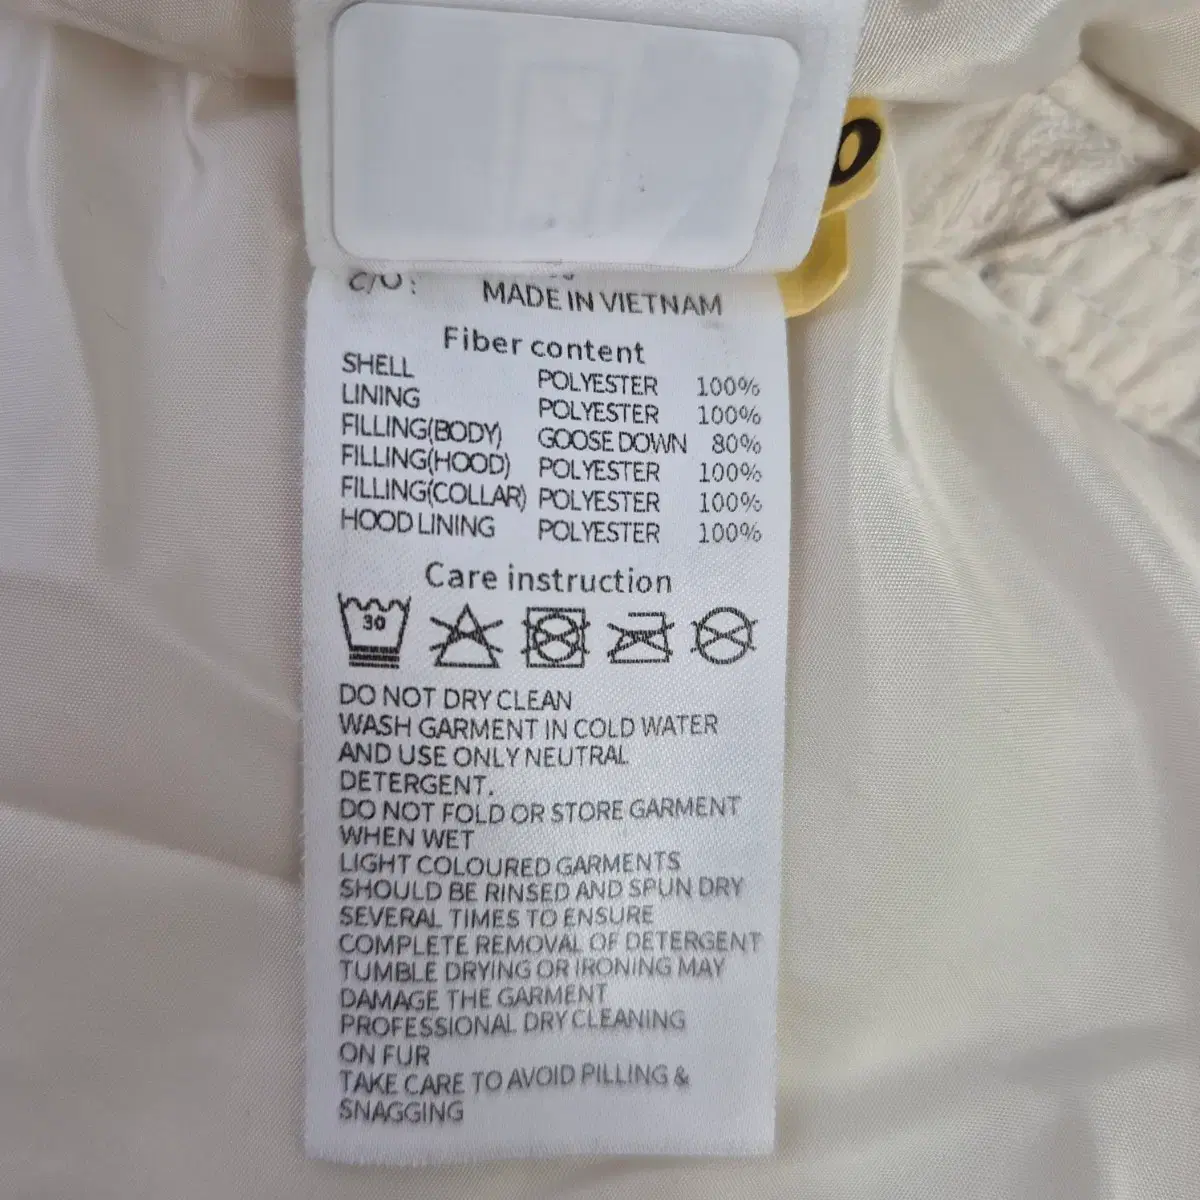 C/O :
MADE IN VIETNAM
Fiber content
SHELL POLYESTER 100%
LINING POLYESTER 100%
FILLING(BODY) GOOSE DOWN 80%
FILLING(HOOD) POLYESTER 100%
FILLING(COLLAR) POLYESTER 100%
HOOD LINING POLYESTER 100%
Care instruction
30
DO NOT DRY CLEAN
WASH GARMENT IN COLD WATER
AND USE ONLY NEUTRAL
DETERGENT.
DO NOT FOLD OR STORE GARMENT
WHEN WET
LIGHT COLOURED GARMENTS
SHOULD BE RINSED AND SPUN DRY
SEVERAL TIMES TO ENSURE
COMPLETE REMOVAL OF DETERGENT
TUMBLE DRYING OR IRONING MAY
DAMAGE THE GARMENT
PROFESSIONAL DRY CLEANING
ON FUR
TAKE CARE TO AVOID PILLING &
SNAGGING